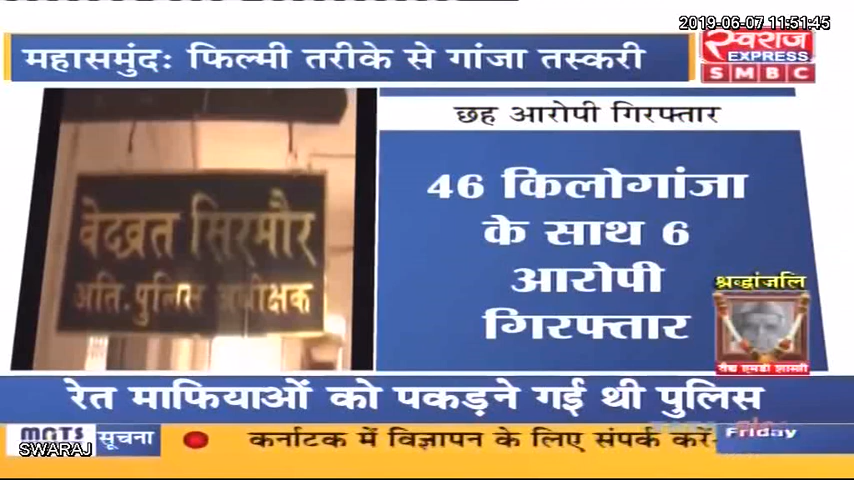 2019-06-07 11:51:45
महासमुंद: फिल्मी तरीके से गांजा तस्करी
स्वराज
EXPRESS
SMBC
छह आरोपी गिरफ्तार
46 किलोगांजा
के साथ 6
आरोपी
गिरफ्तार
वेदव्रत सिरमौर
अति. पुलिस अधीक्षक
श्रद्धांजलि
रेत माफियाओं को पकड़ने गई थी पुलिस
MATS
सूचना
कर्नाटक में विज्ञापन के लिए संपर्क करें-
Friday
SWARAJ